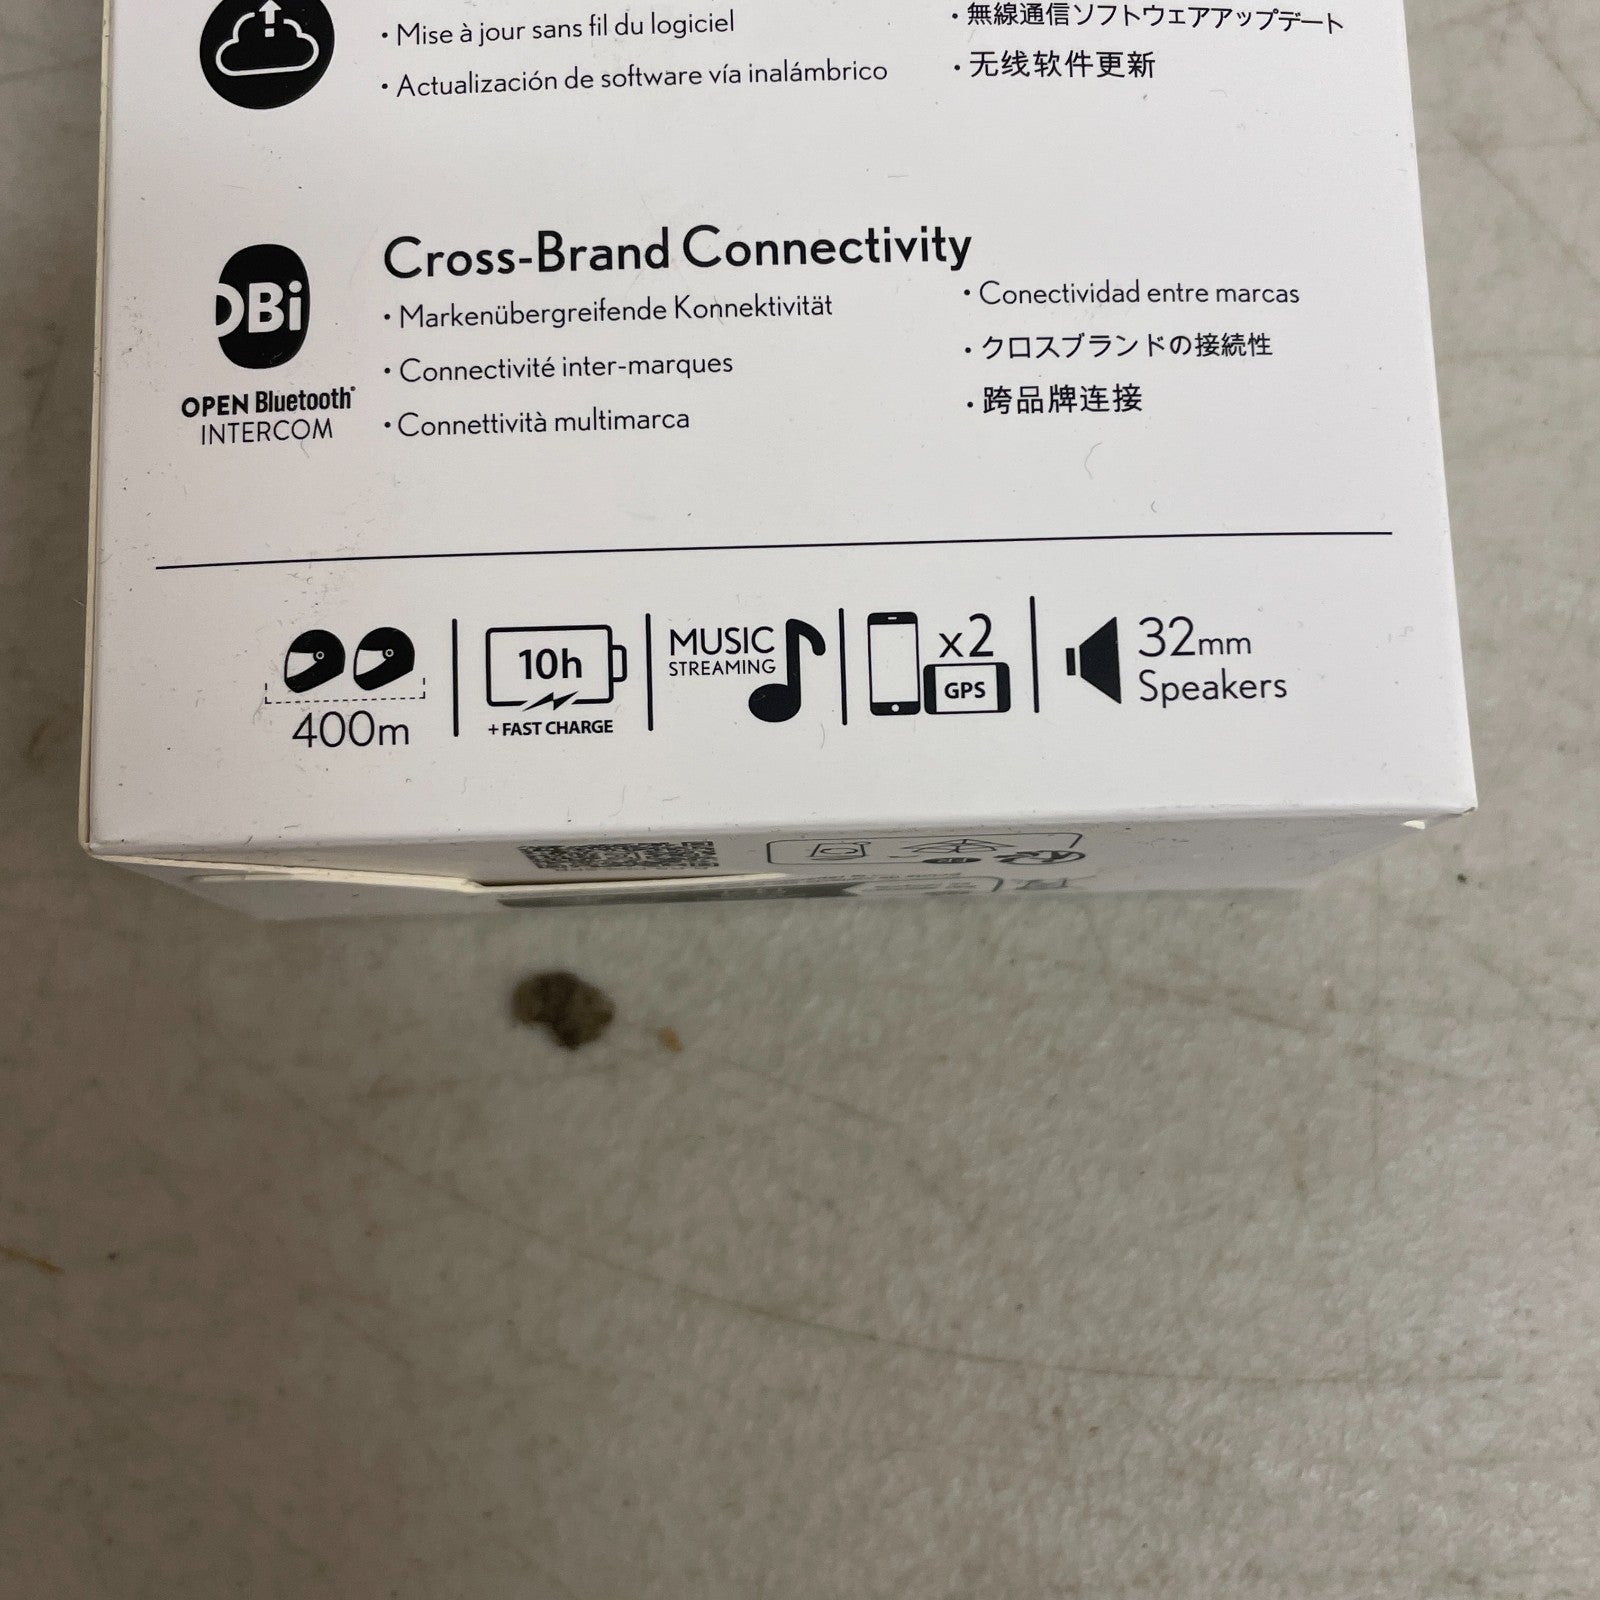 • Mise à jour sans fil du logiciel
• Actualización de software vía inalámbrico
• 無線通信ソフトウェアアップデート
• 无线软件更新
OBi
OPEN Bluetooth®
INTERCOM
Cross-Brand Connectivity
• Markenübergreifende Konnektivität
• Connectivité inter-marques
• Connettività multimarca
• Conectividad entre marcas
• クロスブランドの接続性
• 跨品牌连接
400m
10h
+ FAST CHARGE
MUSIC
STREAMING
x2
GPS
32mm
Speakers